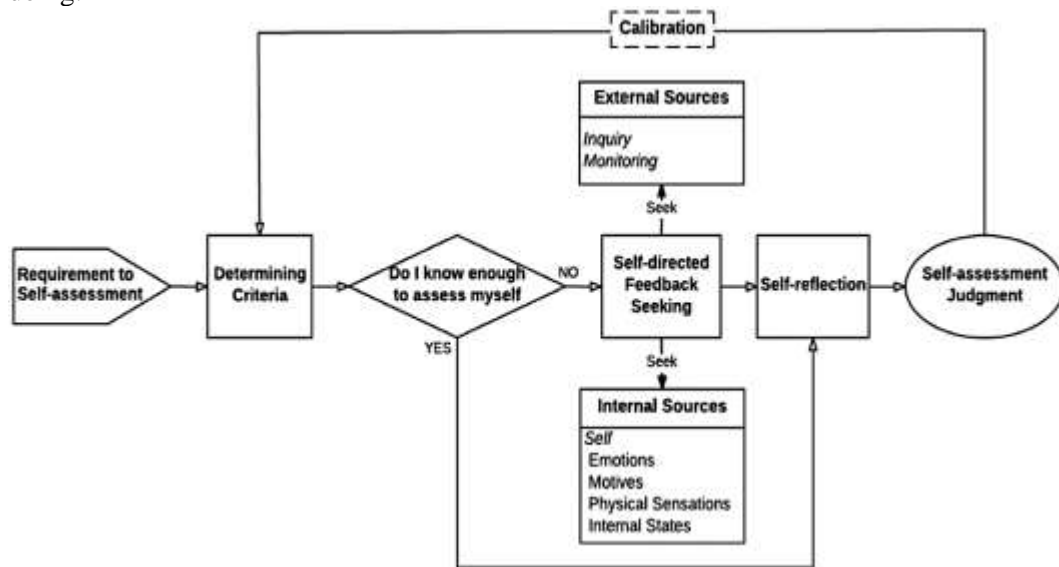 Calibration
External Sources
Inquiry
Monitoring
Seek
Requirement to
Self-assessment
Determining
Criteria
Do I know enough
to assess myself
NO
YES
Self-directed
Feedback
Seeking
Self-reflection
Self-assessment
Judgment
Seek
Internal Sources
Self
Emotions
Motives
Physical Sensations
Internal States